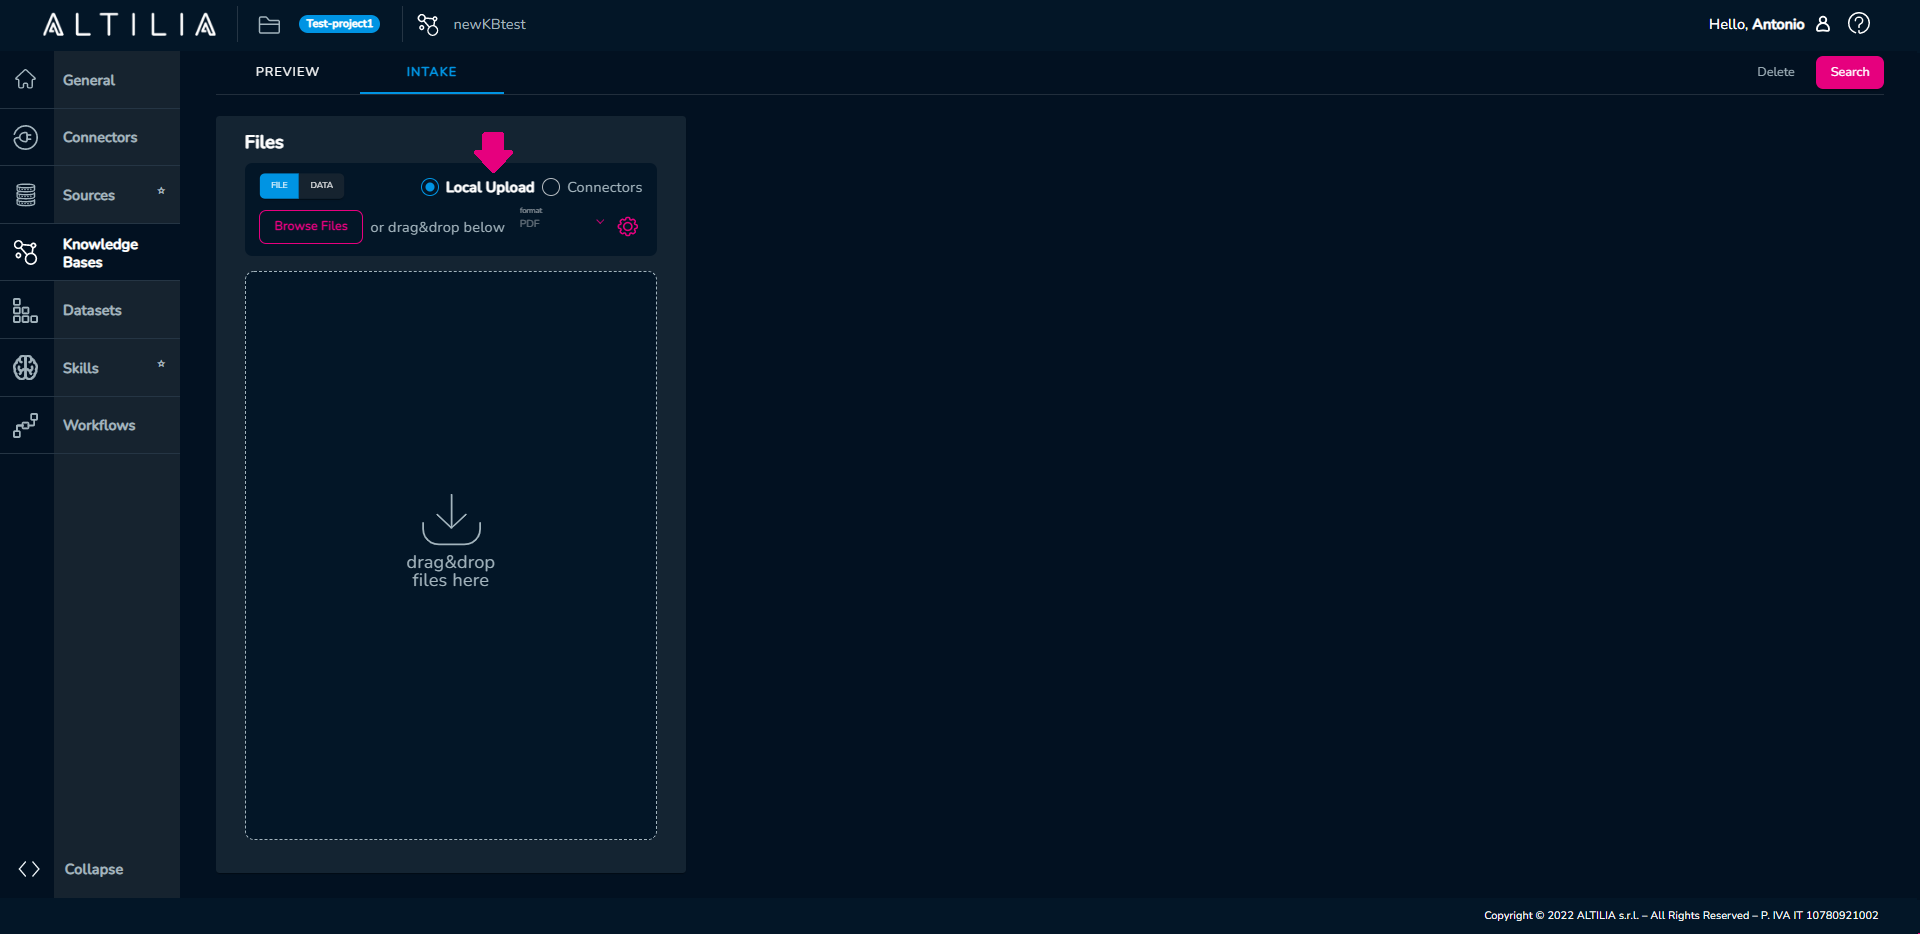 ALTILIA
Test-project1
newKBtest
Hello, Antonio
General
Connectors
Sources
Knowledge
Bases
Datasets
Skills
Workflows
Collapse
PREVIEW
INTAKE
Delete
Search
Files
FILE
DATA
Local Upload
Connectors
Browse Files
or drag&drop below
format
PDF
drag&drop
files here
Copyright © 2022 ALTILIA s.r.l. – All Rights Reserved – P. IVA IT 10780921002